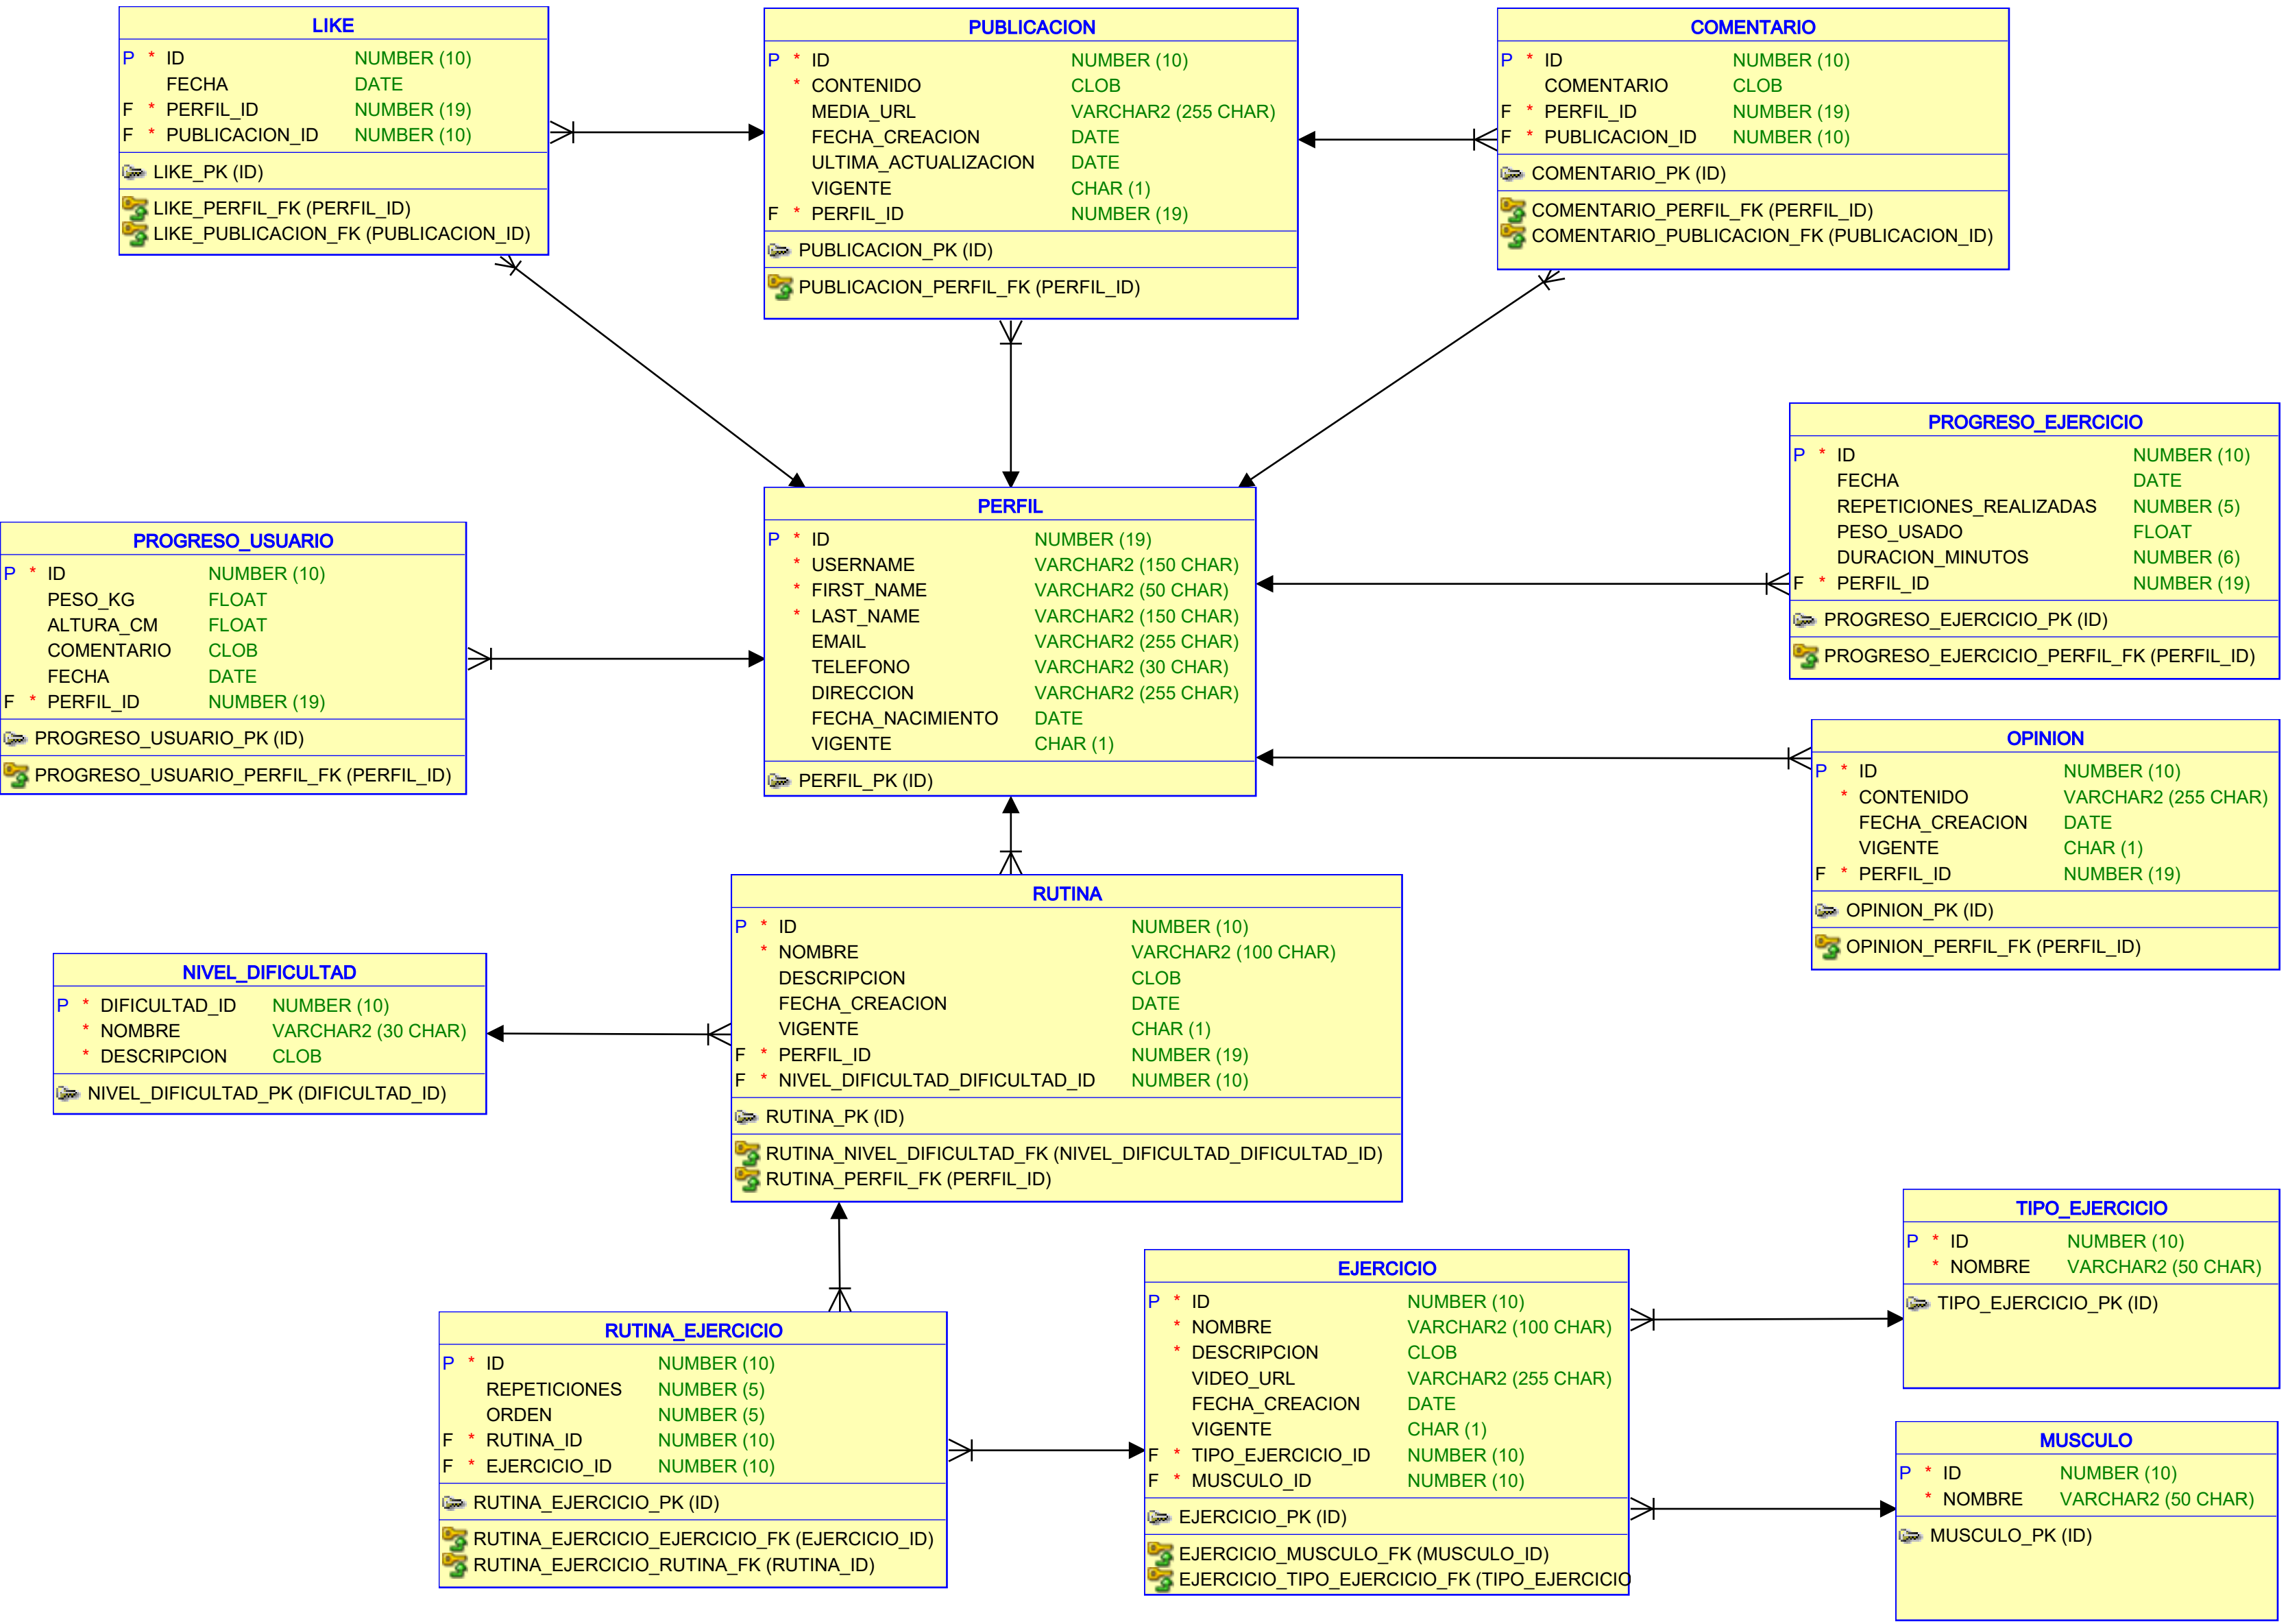 LIKE
P * ID NUMBER (10)
FECHA DATE
F * PERFIL_ID NUMBER (19)
F * PUBLICACION_ID NUMBER (10)
LIKE_PK (ID)
LIKE_PERFIL_FK (PERFIL_ID)
LIKE_PUBLICACION_FK (PUBLICACION_ID)
PUBLICACION
P * ID NUMBER (10)
* CONTENIDO CLOB
MEDIA_URL VARCHAR2 (255 CHAR)
FECHA_CREACION DATE
ULTIMA_ACTUALIZACION DATE
VIGENTE CHAR (1)
F * PERFIL_ID NUMBER (19)
PUBLICACION_PK (ID)
PUBLICACION_PERFIL_FK (PERFIL_ID)
COMENTARIO
P * ID NUMBER (10)
COMENTARIO CLOB
F * PERFIL_ID NUMBER (19)
F * PUBLICACION_ID NUMBER (10)
COMENTARIO_PK (ID)
COMENTARIO_PERFIL_FK (PERFIL_ID)
COMENTARIO_PUBLICACION_FK (PUBLICACION_ID)
PROGRESO_USUARIO
P * ID NUMBER (10)
PESO_KG FLOAT
ALTURA_CM FLOAT
COMENTARIO CLOB
FECHA DATE
F * PERFIL_ID NUMBER (19)
PROGRESO_USUARIO_PK (ID)
PROGRESO_USUARIO_PERFIL_FK (PERFIL_ID)
PERFIL
P * ID NUMBER (19)
* USERNAME VARCHAR2 (150 CHAR)
* FIRST_NAME VARCHAR2 (50 CHAR)
* LAST_NAME VARCHAR2 (150 CHAR)
EMAIL VARCHAR2 (255 CHAR)
TELEFONO VARCHAR2 (30 CHAR)
DIRECCION VARCHAR2 (255 CHAR)
FECHA_NACIMIENTO DATE
VIGENTE CHAR (1)
PERFIL_PK (ID)
PROGRESO_EJERCICIO
P * ID NUMBER (10)
FECHA DATE
REPETICIONES_REALIZADAS NUMBER (5)
PESO_USADO FLOAT
DURACION_MINUTOS NUMBER (6)
F * PERFIL_ID NUMBER (19)
PROGRESO_EJERCICIO_PK (ID)
PROGRESO_EJERCICIO_PERFIL_FK (PERFIL_ID)
OPINION
P * ID NUMBER (10)
* CONTENIDO VARCHAR2 (255 CHAR)
FECHA_CREACION DATE
VIGENTE CHAR (1)
F * PERFIL_ID NUMBER (19)
OPINION_PK (ID)
OPINION_PERFIL_FK (PERFIL_ID)
NIVEL_DIFICULTAD
P * DIFICULTAD_ID NUMBER (10)
* NOMBRE VARCHAR2 (30 CHAR)
* DESCRIPCION CLOB
NIVEL_DIFICULTAD_PK (DIFICULTAD_ID)
RUTINA
P * ID NUMBER (10)
* NOMBRE VARCHAR2 (100 CHAR)
DESCRIPCION CLOB
FECHA_CREACION DATE
VIGENTE CHAR (1)
F * PERFIL_ID NUMBER (19)
F * NIVEL_DIFICULTAD_DIFICULTAD_ID NUMBER (10)
RUTINA_PK (ID)
RUTINA_NIVEL_DIFICULTAD_FK (NIVEL_DIFICULTAD_DIFICULTAD_ID)
RUTINA_PERFIL_FK (PERFIL_ID)
RUTINA_EJERCICIO
P * ID NUMBER (10)
REPETICIONES NUMBER (5)
ORDEN NUMBER (5)
F * RUTINA_ID NUMBER (10)
F * EJERCICIO_ID NUMBER (10)
RUTINA_EJERCICIO_PK (ID)
RUTINA_EJERCICIO_EJERCICIO_FK (EJERCICIO_ID)
RUTINA_EJERCICIO_RUTINA_FK (RUTINA_ID)
EJERCICIO
P * ID NUMBER (10)
* NOMBRE VARCHAR2 (100 CHAR)
* DESCRIPCION CLOB
VIDEO_URL VARCHAR2 (255 CHAR)
FECHA_CREACION DATE
VIGENTE CHAR (1)
F * TIPO_EJERCICIO_ID NUMBER (10)
F * MUSCULO_ID NUMBER (10)
EJERCICIO_PK (ID)
EJERCICIO_MUSCULO_FK (MUSCULO_ID)
EJERCICIO_TIPO_EJERCICIO_FK (TIPO_EJERCICIO
TIPO_EJERCICIO
P * ID NUMBER (10)
* NOMBRE VARCHAR2 (50 CHAR)
TIPO_EJERCICIO_PK (ID)
MUSCULO
P * ID NUMBER (10)
* NOMBRE VARCHAR2 (50 CHAR)
MUSCULO_PK (ID)